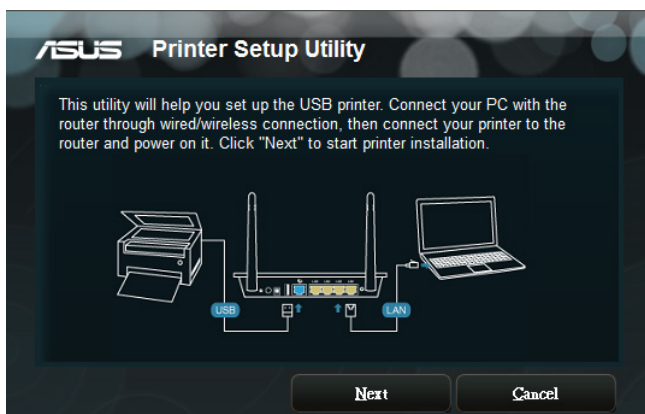 ASUS Printer Setup Utility
This utility will help you set up the USB printer. Connect your PC with the
router through wired/wireless connection, then connect your printer to the
router and power on it. Click "Next" to start printer installation.
USB
LAN
Next
Cancel